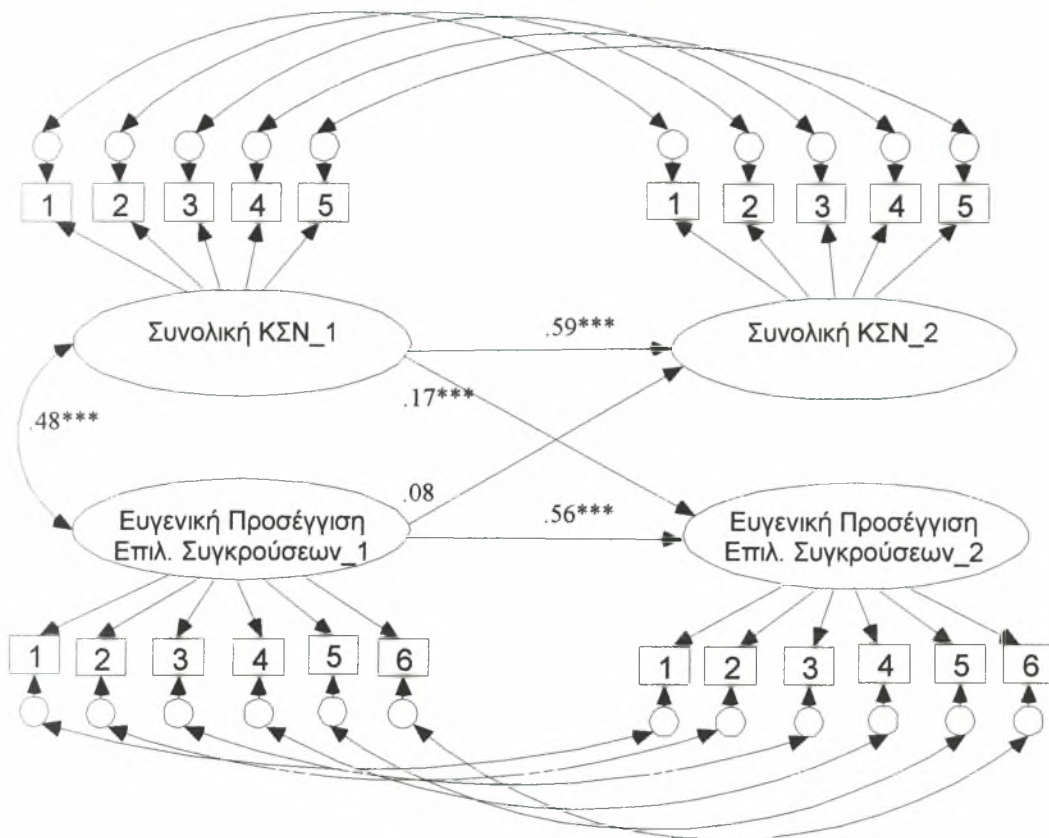 1 2 3 4 5
1 2 3 4 5
Συνολική ΚΣΝ_1
.59***
Συνολική ΚΣΝ_2
.17***
.48***
.08
Ευγενική Προσέγγιση
Επιλ. Συγκρούσεων_1
.56***
Ευγενική Προσέγγιση
Επιλ. Συγκρούσεων_2
1 2 3 4 5 6
1 2 3 4 5 6